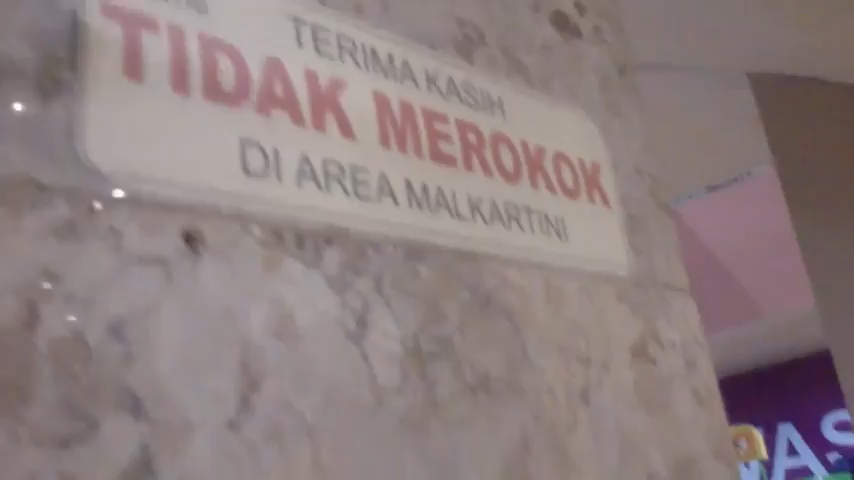 TERIMA KASIH
TIDAK MEROKOK
DI AREA MALKARTINI